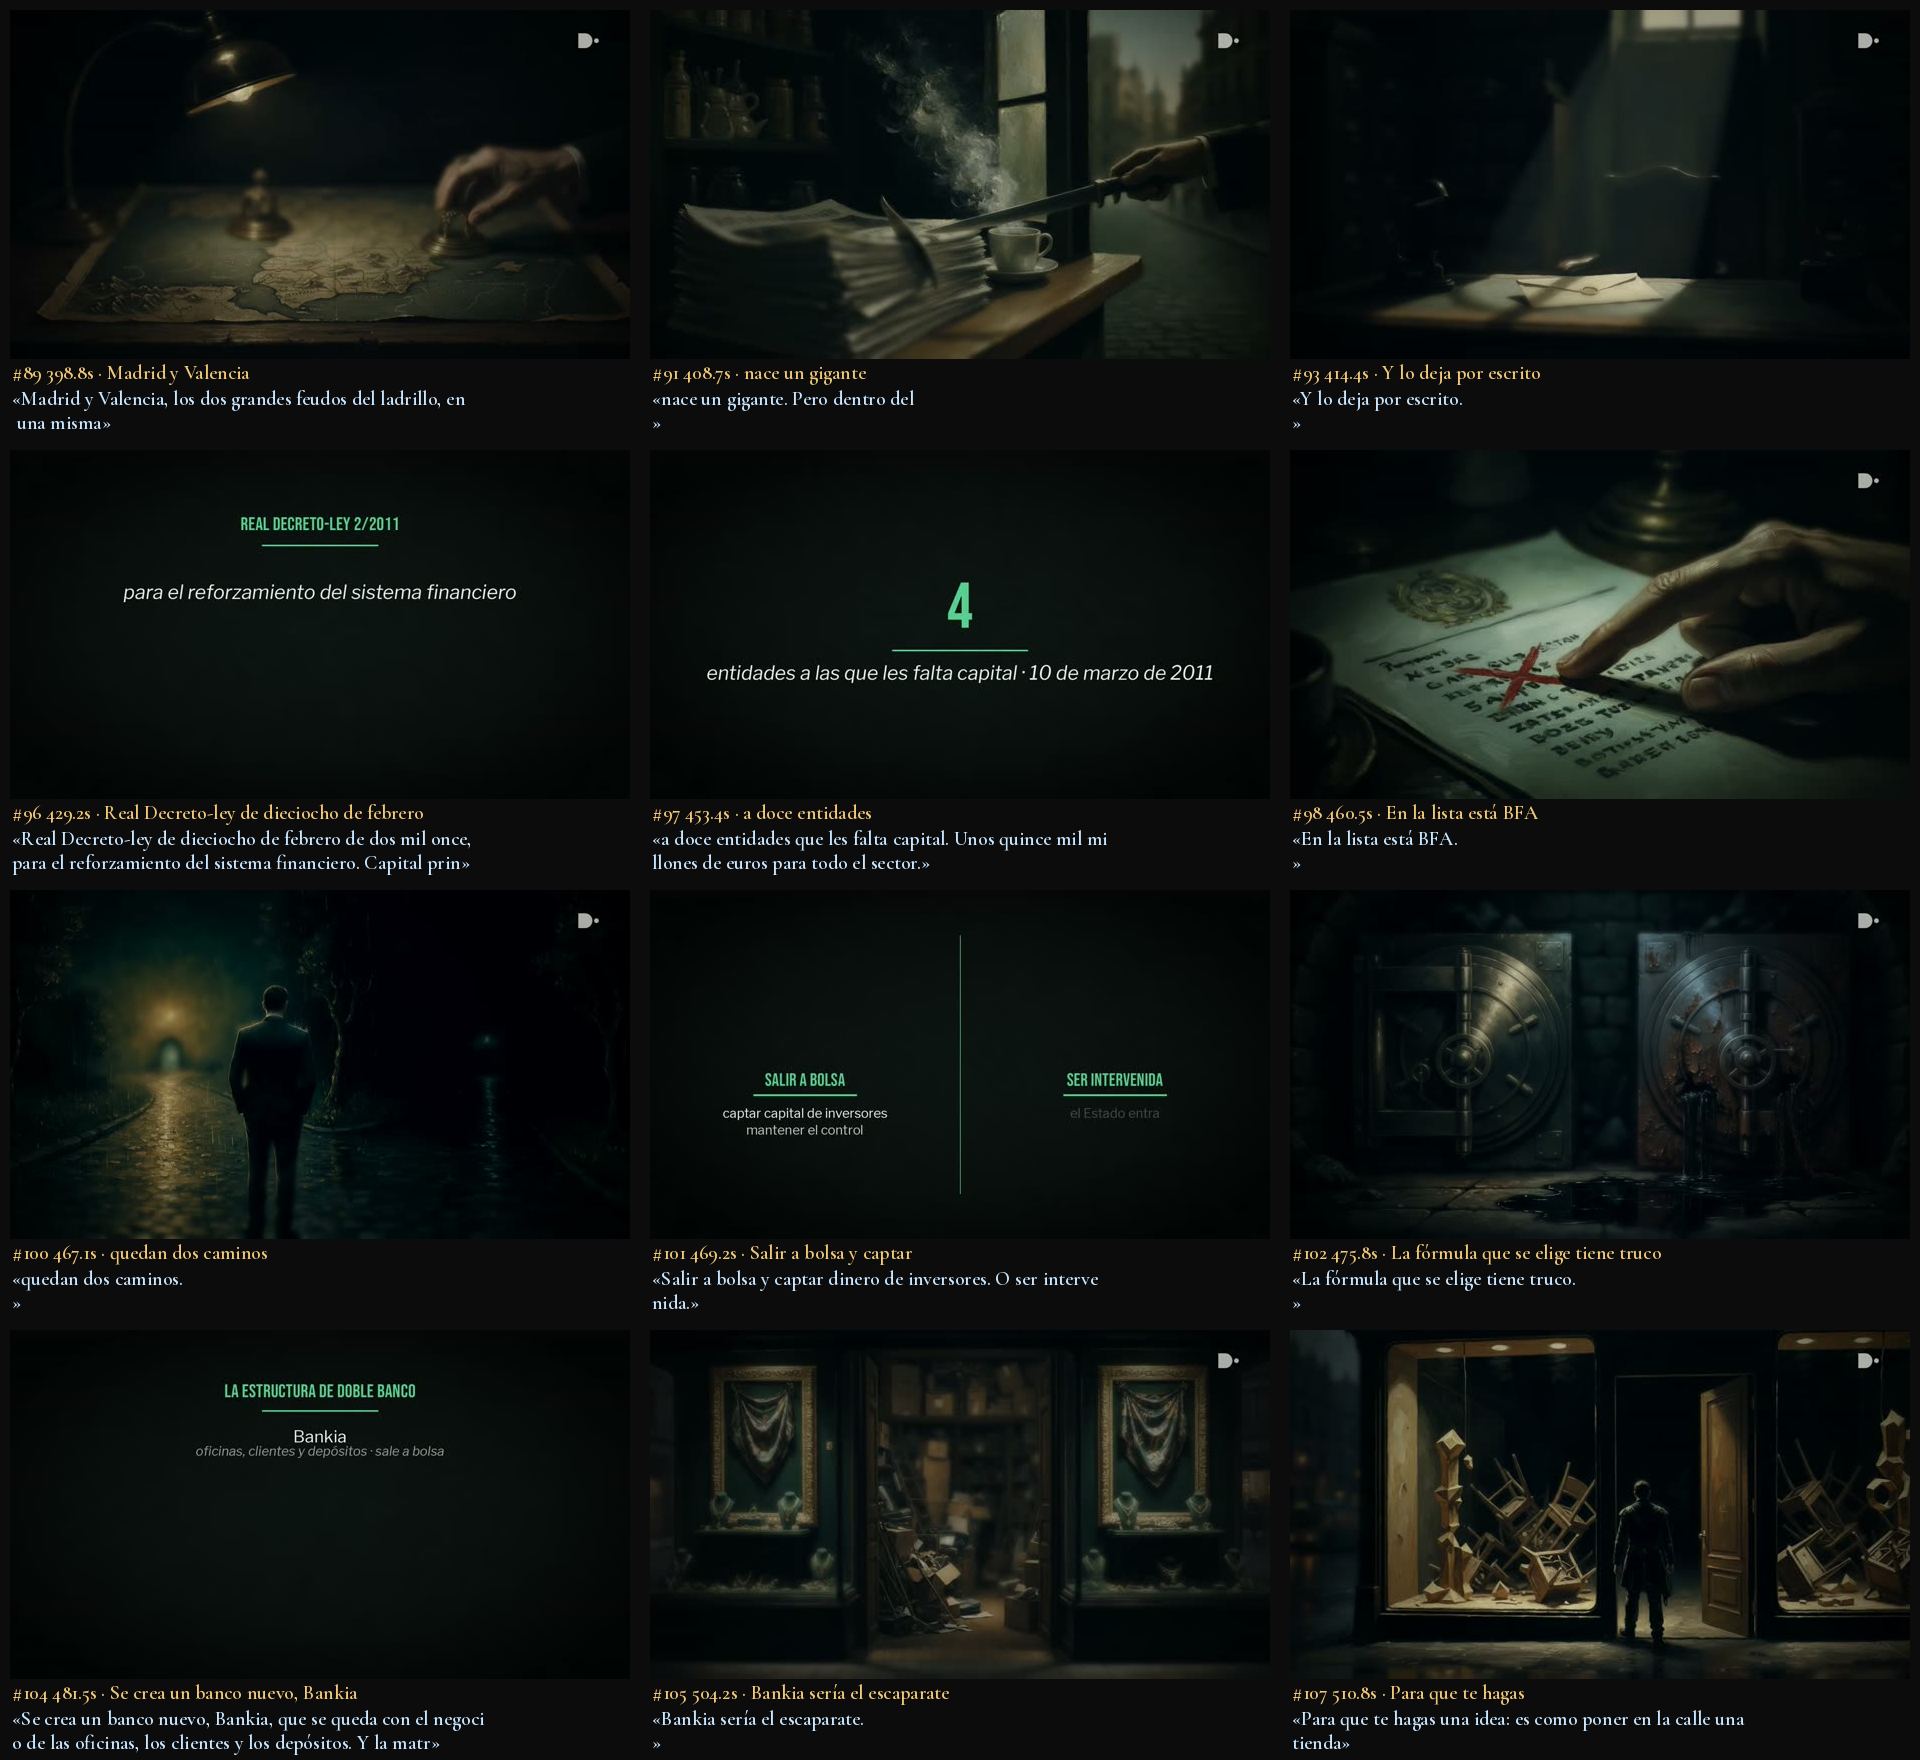 #89 398.8s · Madrid y Valencia
«Madrid y Valencia, los dos grandes feudos del ladrillo, en
una misma»
#91 408.7s · nace un gigante
«nace un gigante. Pero dentro del
»
#93 414.4s · Y lo deja por escrito
«Y lo deja por escrito.
»
REAL DECRETO-LEY 2/2011
para el reforzamiento del sistema financiero
#96 429.2s · Real Decreto-ley de dieciocho de febrero
«Real Decreto-ley de dieciocho de febrero de dos mil once,
para el reforzamiento del sistema financiero. Capital prin»
4
entidades a las que les falta capital · 10 de marzo de 2011
#97 453.4s · a doce entidades
«a doce entidades que les falta capital. Unos quince mil mi
llones de euros para todo el sector.»
#98 460.5s · En la lista está BFA
«En la lista está BFA.
»
#100 467.1s · quedan dos caminos
«quedan dos caminos.
»
SALIR A BOLSA
captar capital de inversores
mantener el control
SER INTERVENIDA
el Estado entra
#101 469.2s · Salir a bolsa y captar
«Salir a bolsa y captar dinero de inversores. O ser interve
nida.»
#102 475.8s · La fórmula que se elige tiene truco
«La fórmula que se elige tiene truco.
»
LA ESTRUCTURA DE DOBLE BANCO
Bankia
oficinas, clientes y depósitos · sale a bolsa
#104 481.5s · Se crea un banco nuevo, Bankia
«Se crea un banco nuevo, Bankia, que se queda con el negoci
o de las oficinas, los clientes y los depósitos. Y la matr»
#105 504.2s · Bankia sería el escaparate
«Bankia sería el escaparate.
»
#107 510.8s · Para que te hagas
«Para que te hagas una idea: es como poner en la calle una
tienda»